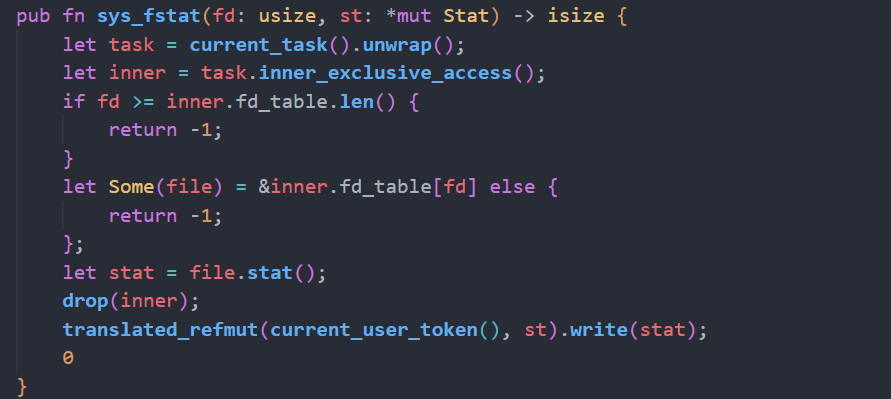 pub fn sys_fstat(fd: usize, st: *mut Stat) -> isize {
    let task = current_task().unwrap();
    let inner = task.inner_exclusive_access();
    if fd >= inner.fd_table.len() {
        return -1;
    }
    let Some(file) = &inner.fd_table[fd] else {
        return -1;
    };
    let stat = file.stat();
    drop(inner);
    translated_refmut(current_user_token(), st).write(stat);
    0
}